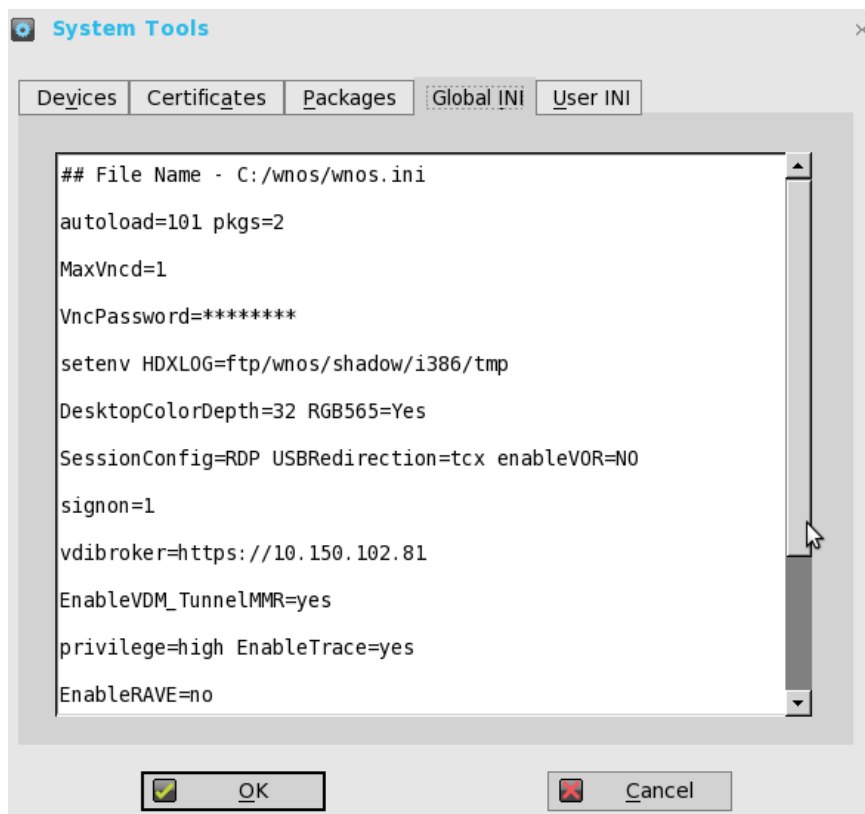 System Tools
Devices Certificates Packages Global INI User INI
## File Name - C:/wnos/wnos.ini
autoload=101 pkgs=2
MaxVncd=1
VncPassword=********
setenv HDXLOG=ftp/wnos/shadow/i386/tmp
DesktopColorDepth=32 RGB565=Yes
SessionConfig=RDP USBRedirection=tcx enableVOR=NO
signon=1
vdibroker=https://10.150.102.81
EnableVDM_TunnelMMR=yes
privilege=high EnableTrace=yes
EnableRAVE=no
OK Cancel